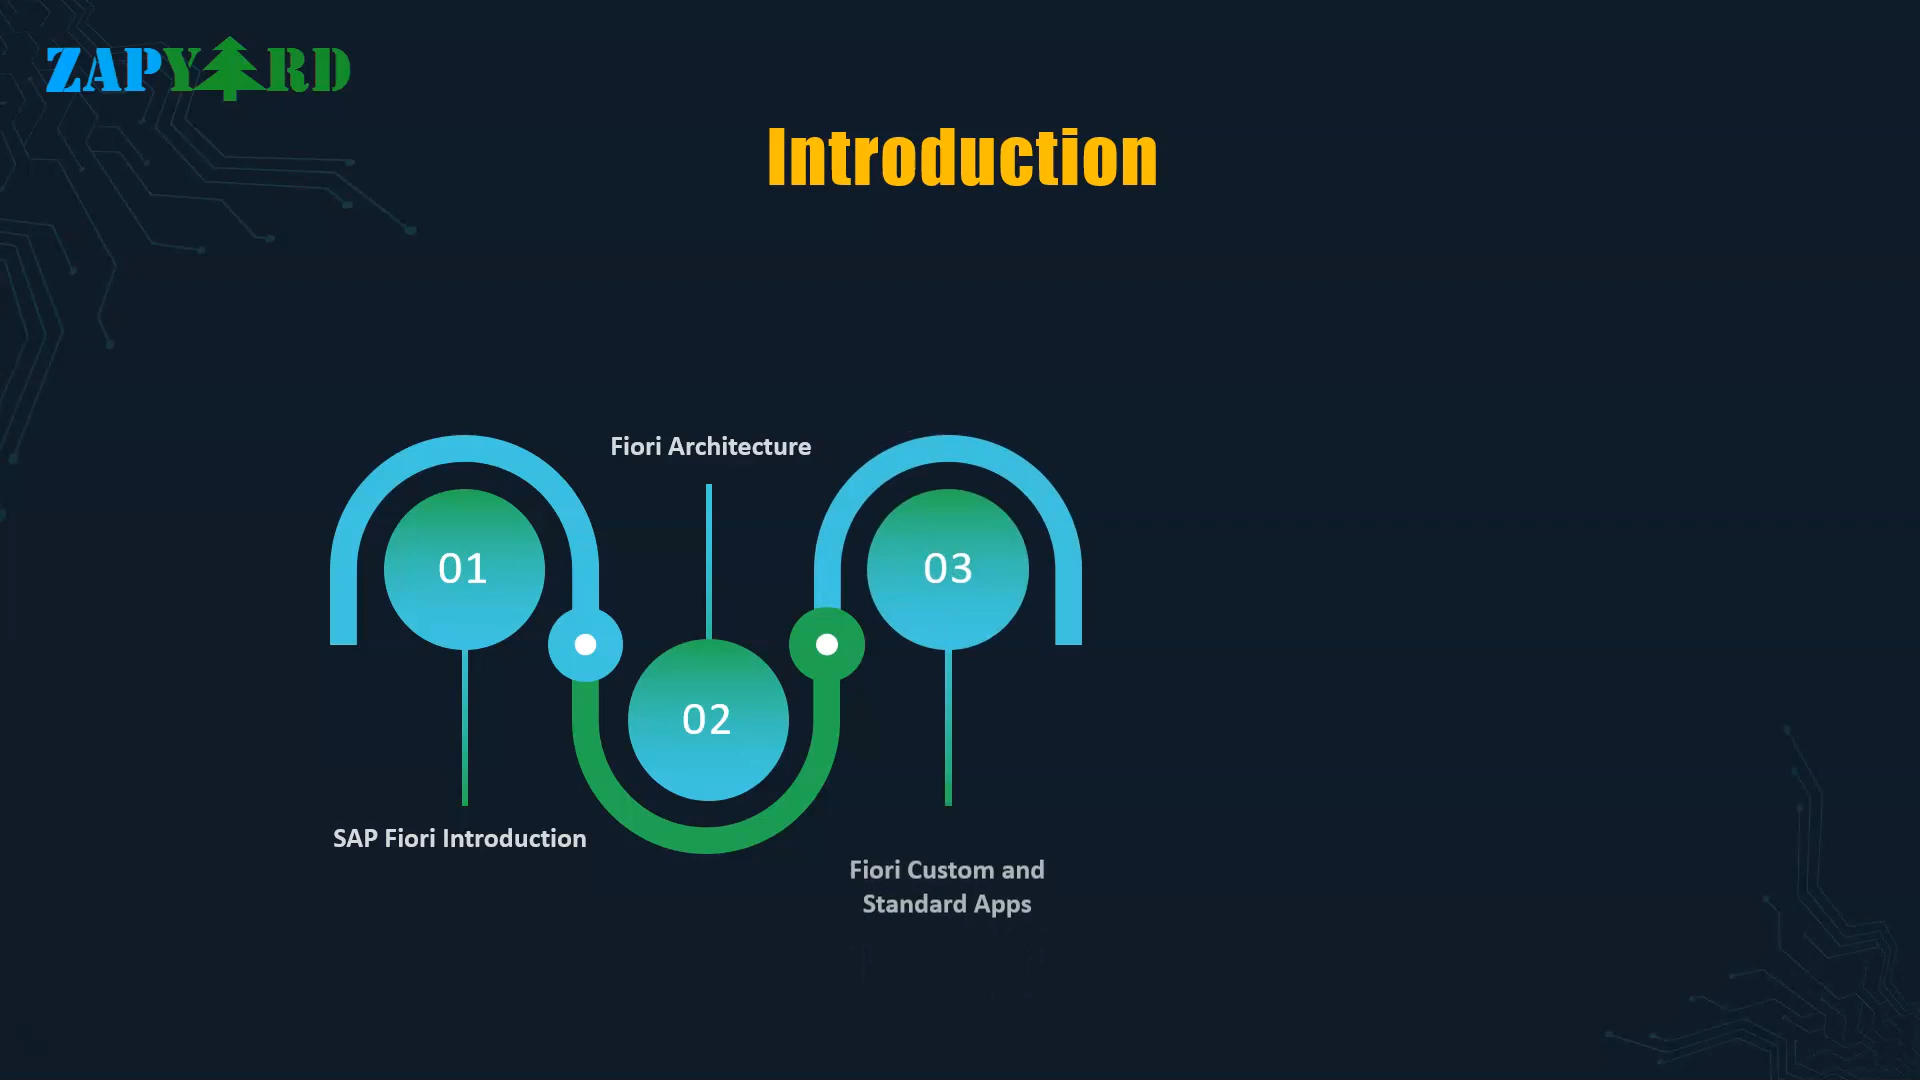 ZAPYARD
Introduction
Fiori Architecture
01
03
02
SAP Fiori Introduction
Fiori Custom and
Standard Apps